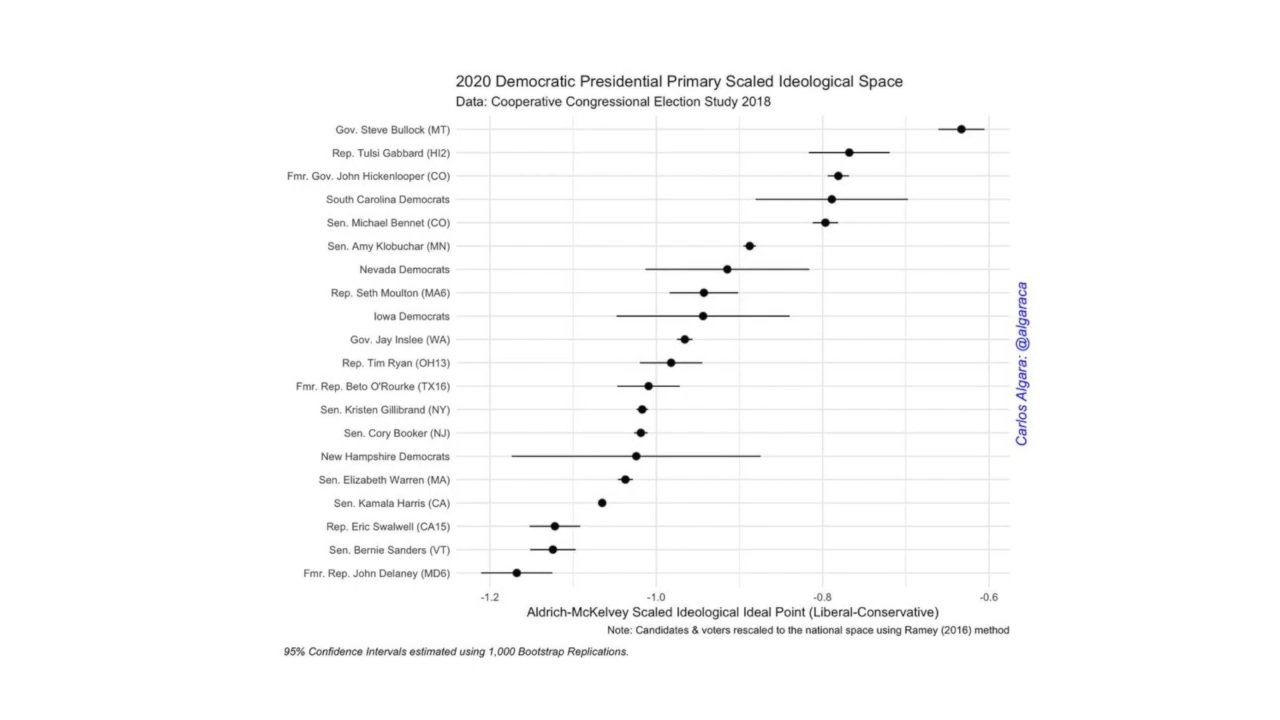 2020 Democratic Presidential Primary Scaled Ideological Space
Data: Cooperative Congressional Election Study 2018
Gov. Steve Bullock (MT)
Rep. Tulsi Gabbard (HI2)
Fmr. Gov. John Hickenlooper (CO)
South Carolina Democrats
Sen. Michael Bennet (CO)
Sen. Amy Klobuchar (MN)
Nevada Democrats
Rep. Seth Moulton (MA6)
Iowa Democrats
Gov. Jay Inslee (WA)
Rep. Tim Ryan (OH13)
Fmr. Rep. Beto O'Rourke (TX16)
Sen. Kristen Gillibrand (NY)
Sen. Cory Booker (NJ)
New Hampshire Democrats
Sen. Elizabeth Warren (MA)
Sen. Kamala Harris (CA)
Rep. Eric Swalwell (CA15)
Sen. Bernie Sanders (VT)
Fmr. Rep. John Delaney (MD6)
Carlos Algara: @algaraca
-1.2 -1.0 -0.8 -0.6
Aldrich-McKelvey Scaled Ideological Ideal Point (Liberal-Conservative)
Note: Candidates & voters rescaled to the national space using Ramey (2016) method
95% Confidence Intervals estimated using 1,000 Bootstrap Replications.